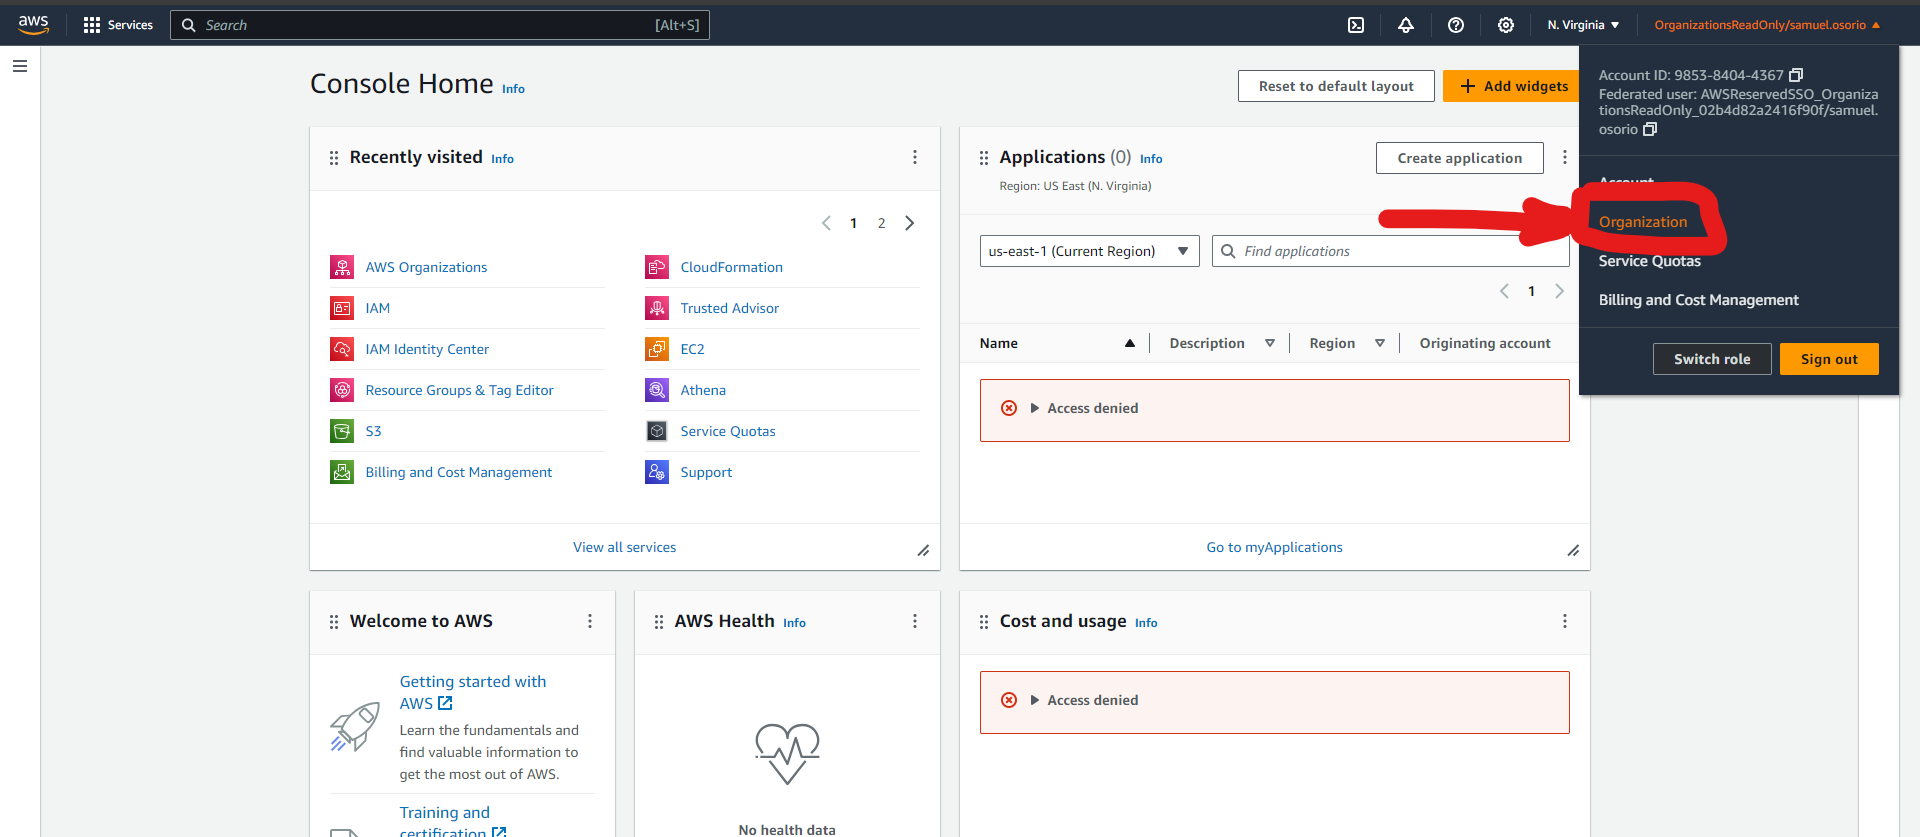 aws
Services
Search
[Alt+S]
N. Virginia
OrganizationsReadOnly/samuel.osorio
Account ID: 9853-8404-4367
Federated user: AWSReservedSSO_Organiza
tionsReadOnly_02b4d82a2416f90f/samuel.
osorio
Account
Organization
Service Quotas
Billing and Cost Management
Switch role
Sign out
Console Home Info
Reset to default layout
Add widgets
Recently visited Info
1 2
AWS Organizations
IAM
IAM Identity Center
Resource Groups & Tag Editor
S3
Billing and Cost Management
CloudFormation
Trusted Advisor
EC2
Athena
Service Quotas
Support
View all services
Applications (0) Info
Region: US East (N. Virginia)
Create application
us-east-1 (Current Region)
Find applications
1
Name
Description
Region
Originating account
Access denied
Go to myApplications
Welcome to AWS
Getting started with
AWS
Learn the fundamentals and
find valuable information to
get the most out of AWS.
Training and
certification
AWS Health Info
No health data
Cost and usage Info
Access denied